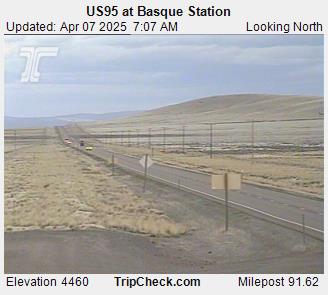 US95 at Basque Station
Updated: Apr 07 2025 7:07 AM Looking North
Elevation 4460 TripCheck.com Milepost 91.62